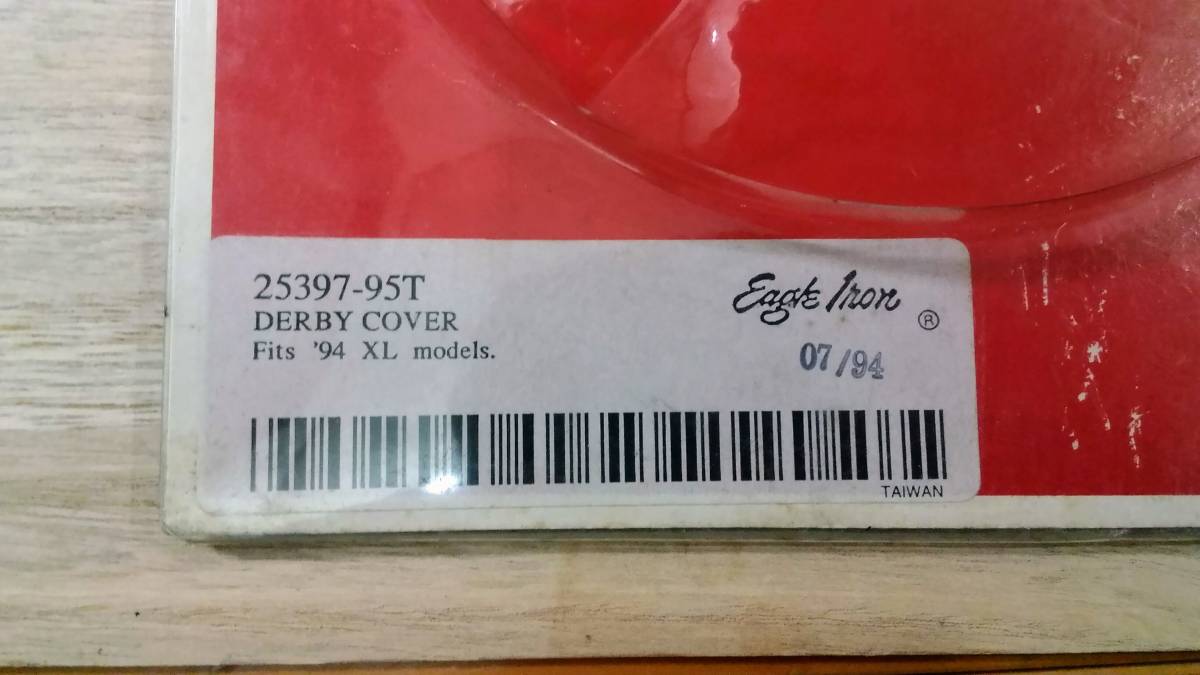 25397-95T
DERBY COVER
Fits '94 XL models.
Eagle Iron ®
07/94
TAIWAN